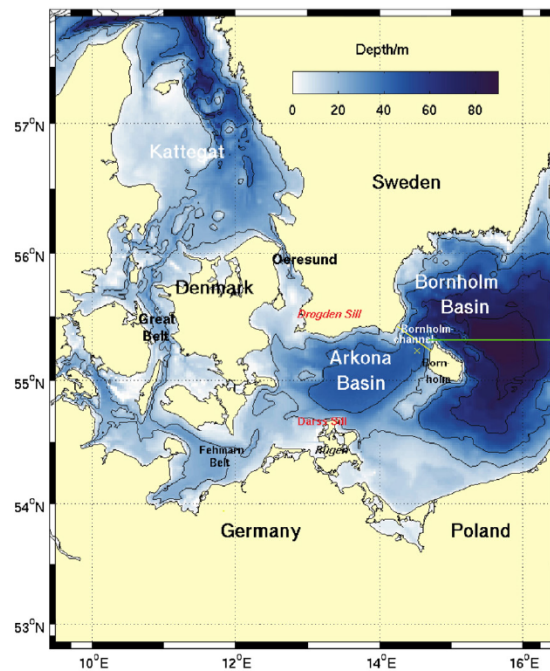 Depth/m
0 20 40 60 80
57°N
Kattegat
Sweden
56°N
Oeresund
Denmark
Bornholm
Basin
Great
Belt
Drogden Sill
Bornholm
channel
Arkona
Basin
Born
holm
55°N
Darss Sill
Fehmarn
Belt
Rügen
54°N
Germany
Poland
53°N
10°E 12°E 14°E 16°E